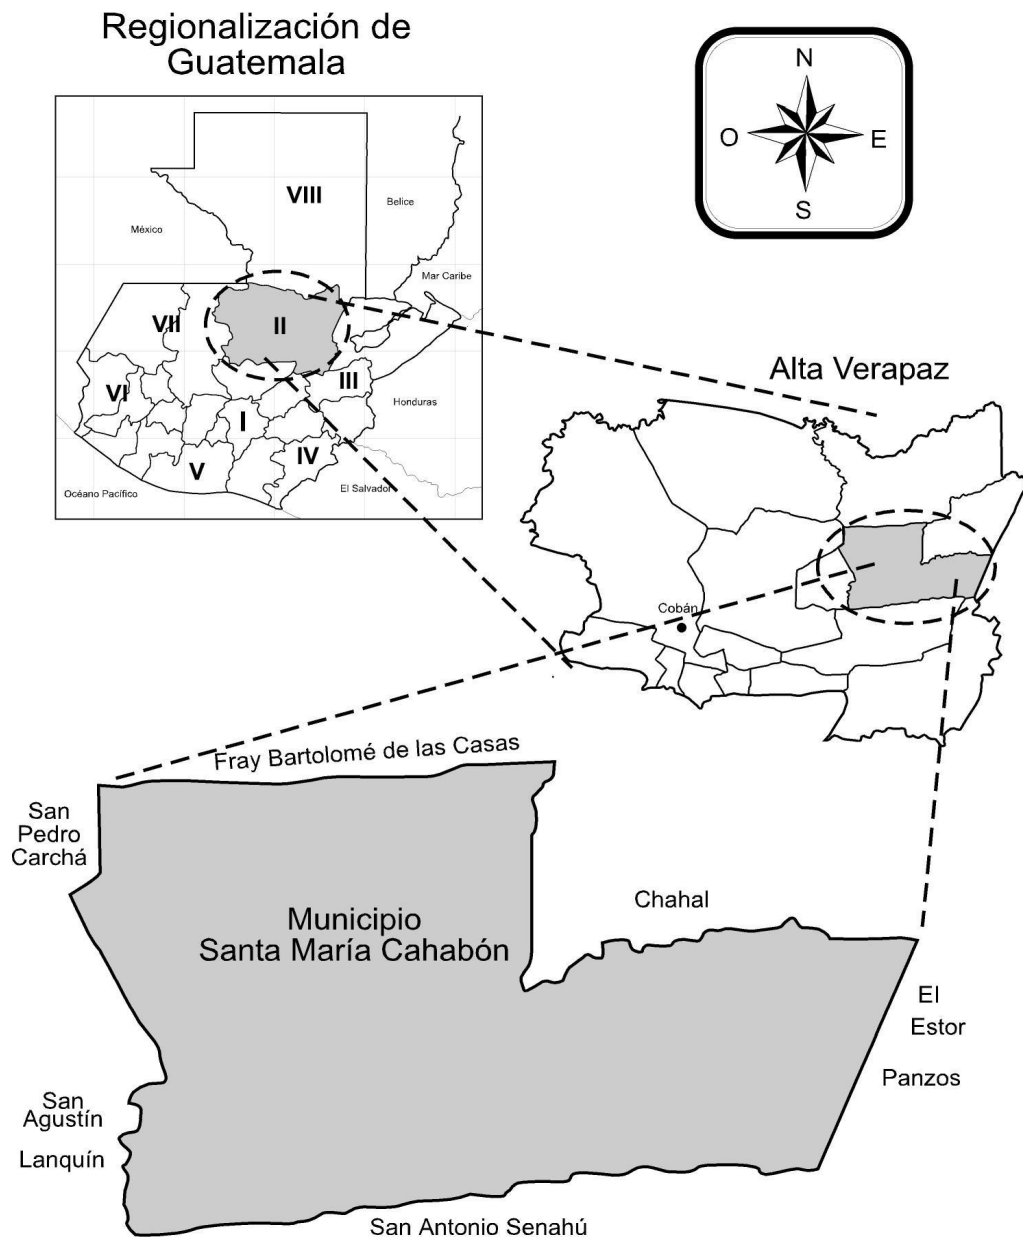 Regionalización de
Guatemala
N
O
E
S
VIII
Belice
México
Mar Caribe
II
VII
III
VI
Honduras
I
IV
V
El Salvador
Océano Pacífico
Alta Verapaz
Cobán
Fray Bartolomé de las Casas
San
Pedro
Carchá
Chahal
Municipio
Santa María Cahabón
El
Estor
Panzos
San
Agustín
Lanquín
San Antonio Senahú